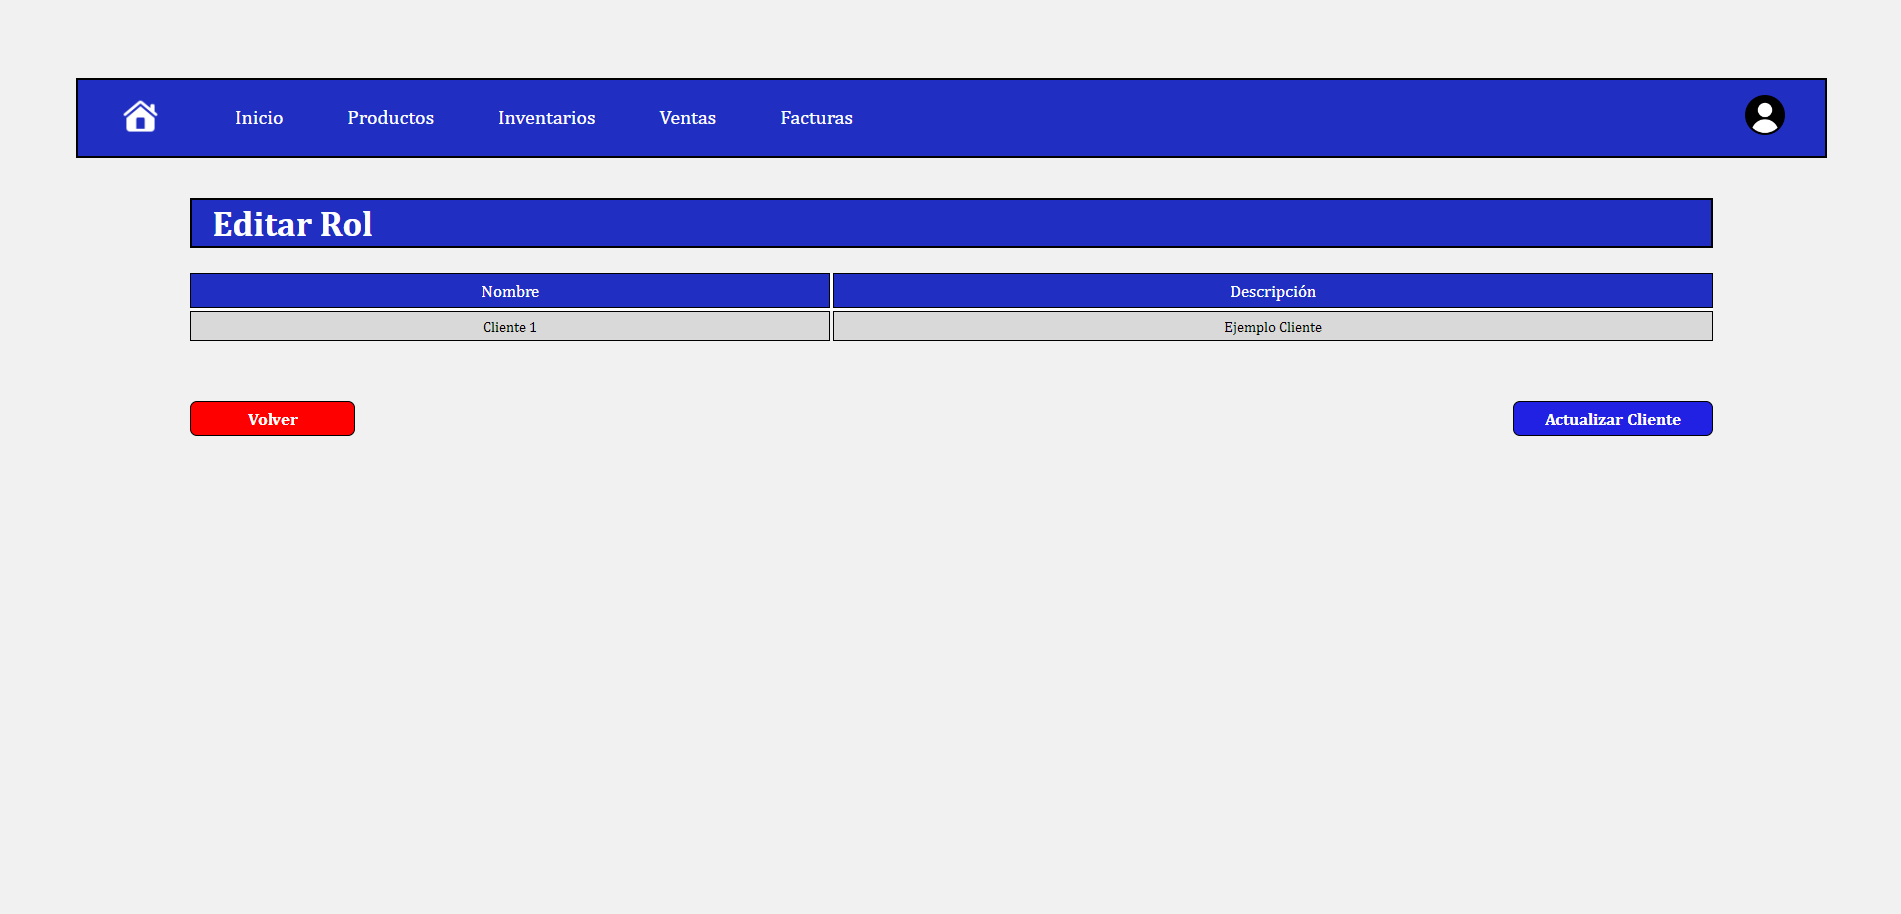 Inicio Productos Inventarios Ventas Facturas
Editar Rol
Nombre Descripción
Cliente 1 Ejemplo Cliente
Volver Actualizar Cliente